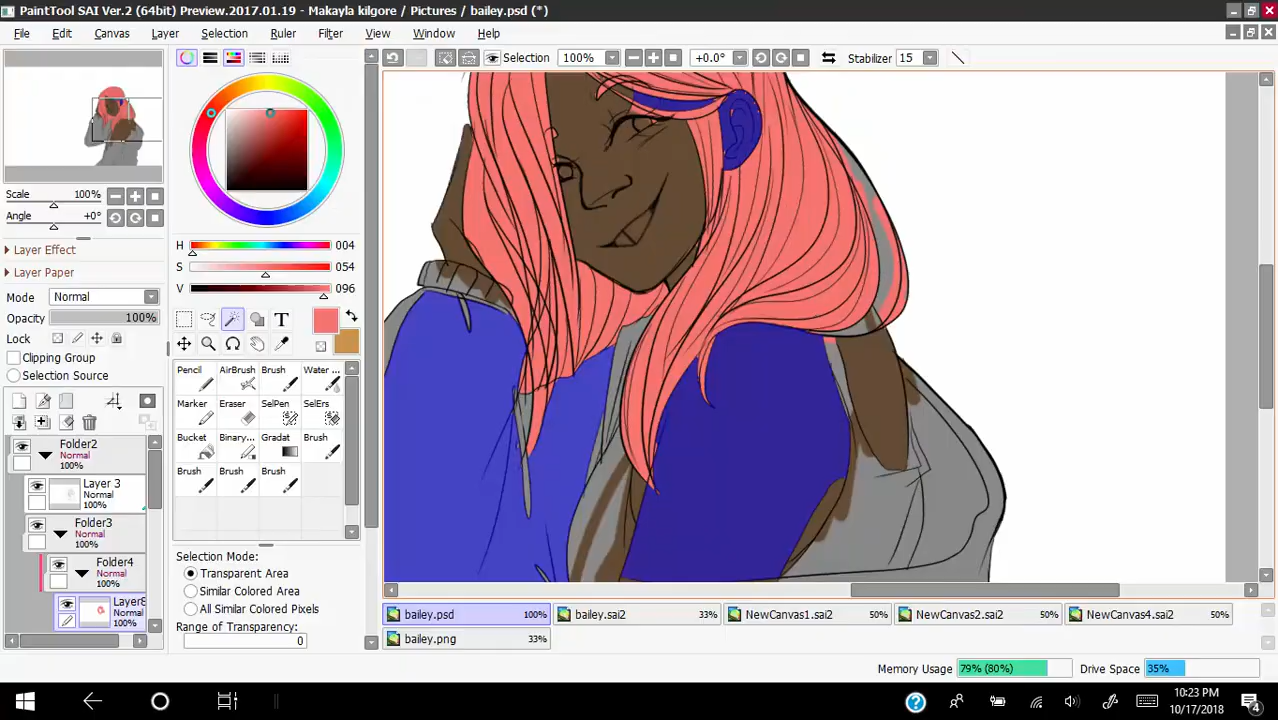 PaintTool SAI Ver.2 (64bit) Preview.2017.01.19 - Makayla kilgore / Pictures / bailey.psd (*)
File Edit Canvas Layer Selection Ruler Filter View Window Help
Selection 100% +0.0° Stabilizer 15
Scale 100%
Angle +0°
Layer Effect
Layer Paper
Mode Normal
Opacity 100%
Lock
Clipping Group
Selection Source
Folder2
Normal
100%
Layer 3
Normal
100%
Folder3
Normal
100%
Folder4
Normal
100%
Layer8
Normal
100%
H 004
S 054
V 096
T
Pencil AirBrush Brush Water ...
Marker Eraser SelPen SelErs
Bucket Binary... Gradat Brush
Brush Brush Brush
Selection Mode:
Transparent Area
Similar Colored Area
All Similar Colored Pixels
Range of Transparency:
0
bailey.psd 100% bailey.sai2 33% NewCanvas1.sai2 50% NewCanvas2.sai2 50% NewCanvas4.sai2 50%
bailey.png 33%
Memory Usage 79% (80%) Drive Space 35%
10:23 PM
10/17/2018
4